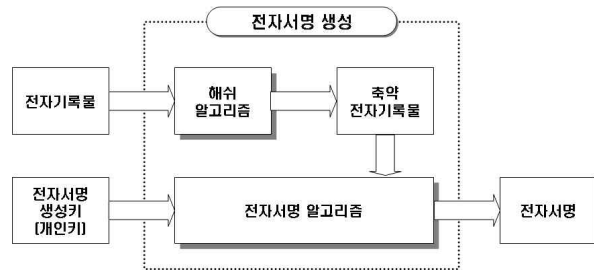 전자서명 생성
전자기록물
해쉬
알고리즘
축약
전자기록물
전자서명
생성키
[개인키]
전자서명 알고리즘
전자서명